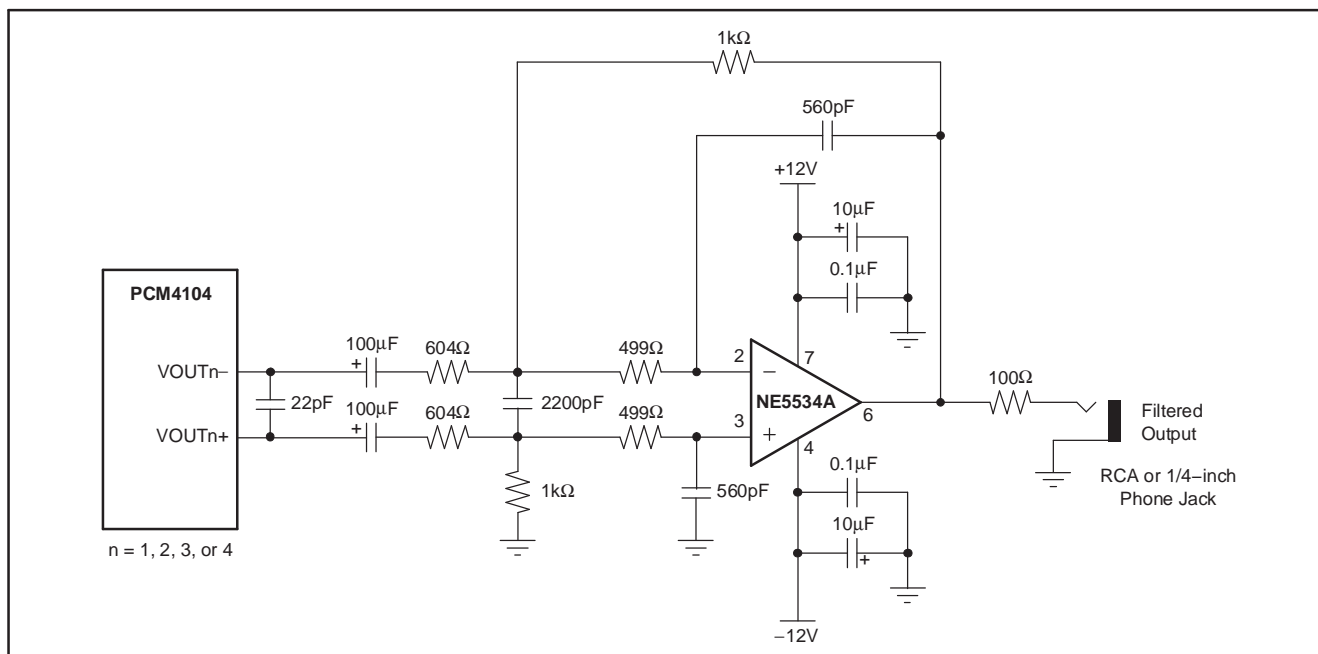 1kΩ
560pF
+12V
10μF
+
0.1μF
PCM4104
100μF
604Ω
499Ω
2
7
VOUTn−
+
−
22pF
100μF
2200pF
NE5534A
6
100Ω
Filtered
Output
604Ω
499Ω
3
VOUTn+
+
+
4
0.1μF
RCA or 1/4−inch
Phone Jack
1kΩ
560pF
10μF
+
n = 1, 2, 3, or 4
−12V